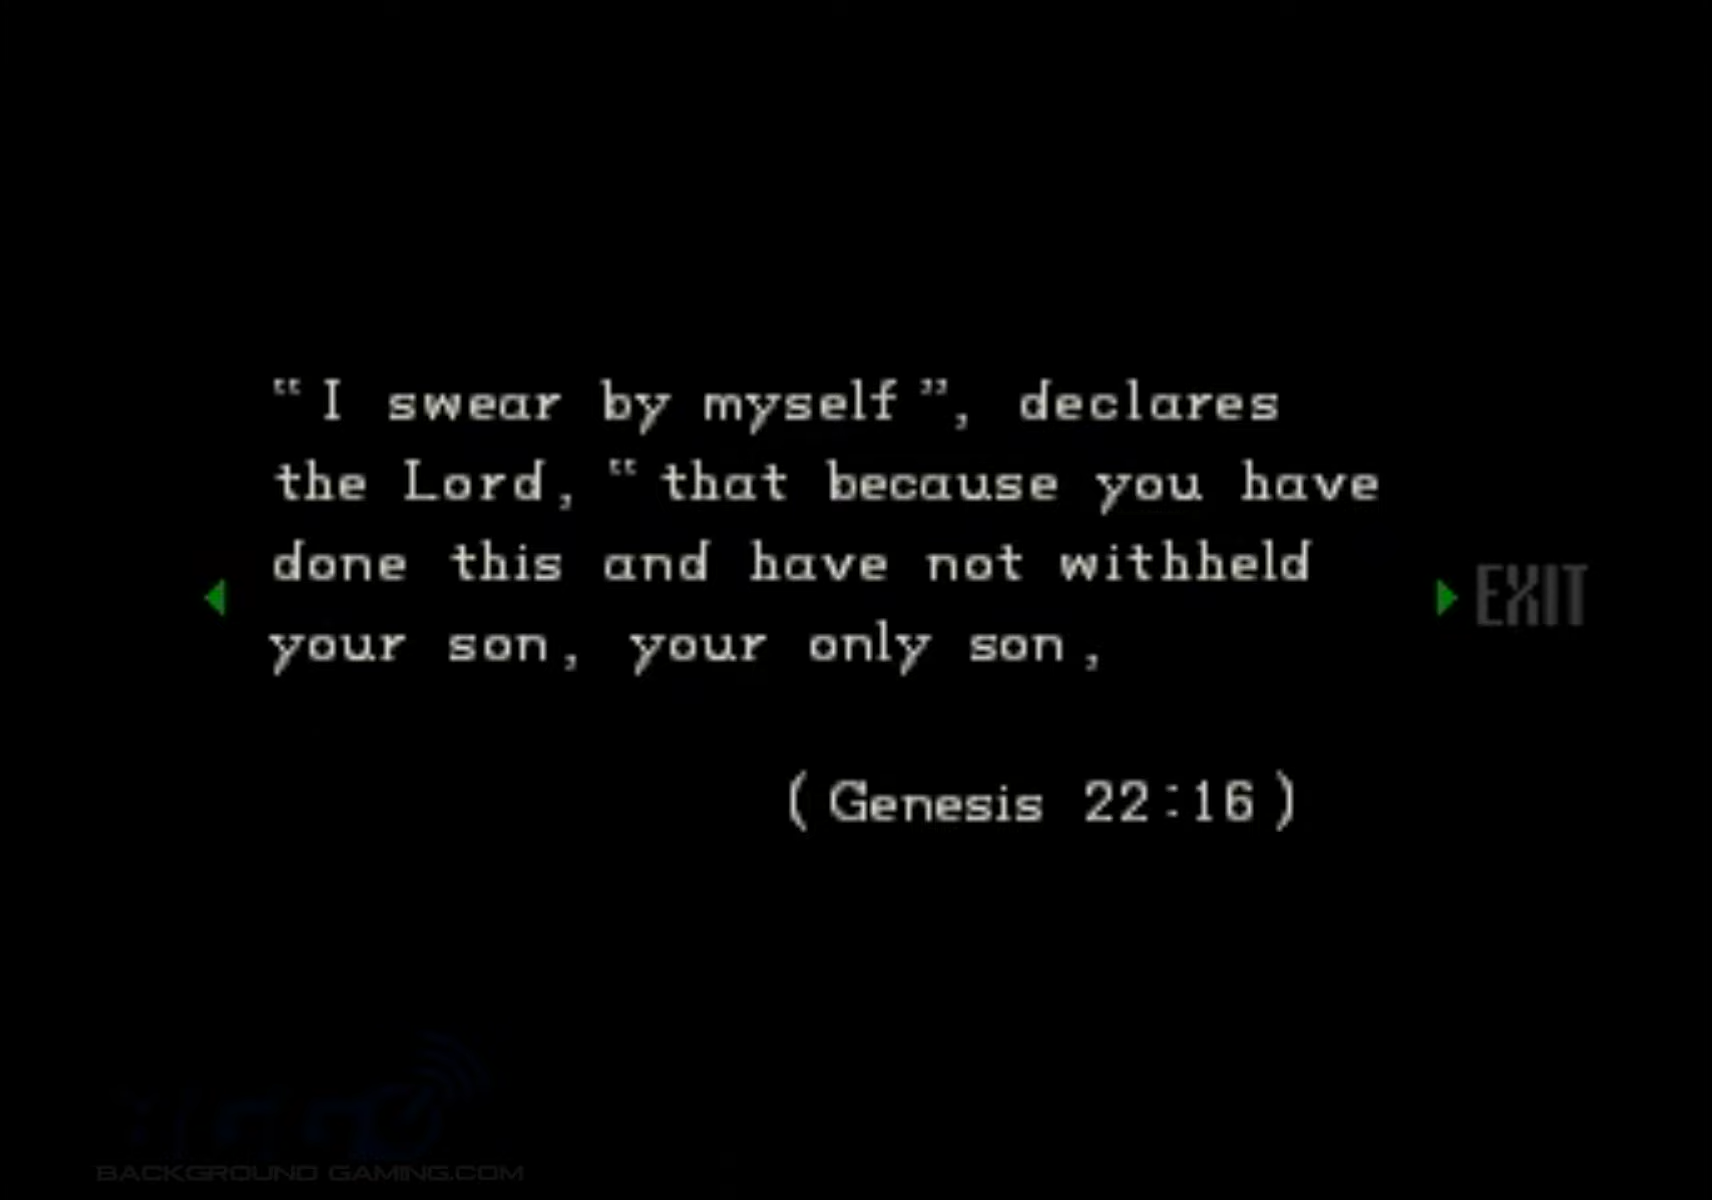 “I swear by myself”, declares
the Lord, “that because you have
done this and have not withheld
your son, your only son,
EXIT
(Genesis 22:16)
BACKGROUND GAMING.COM